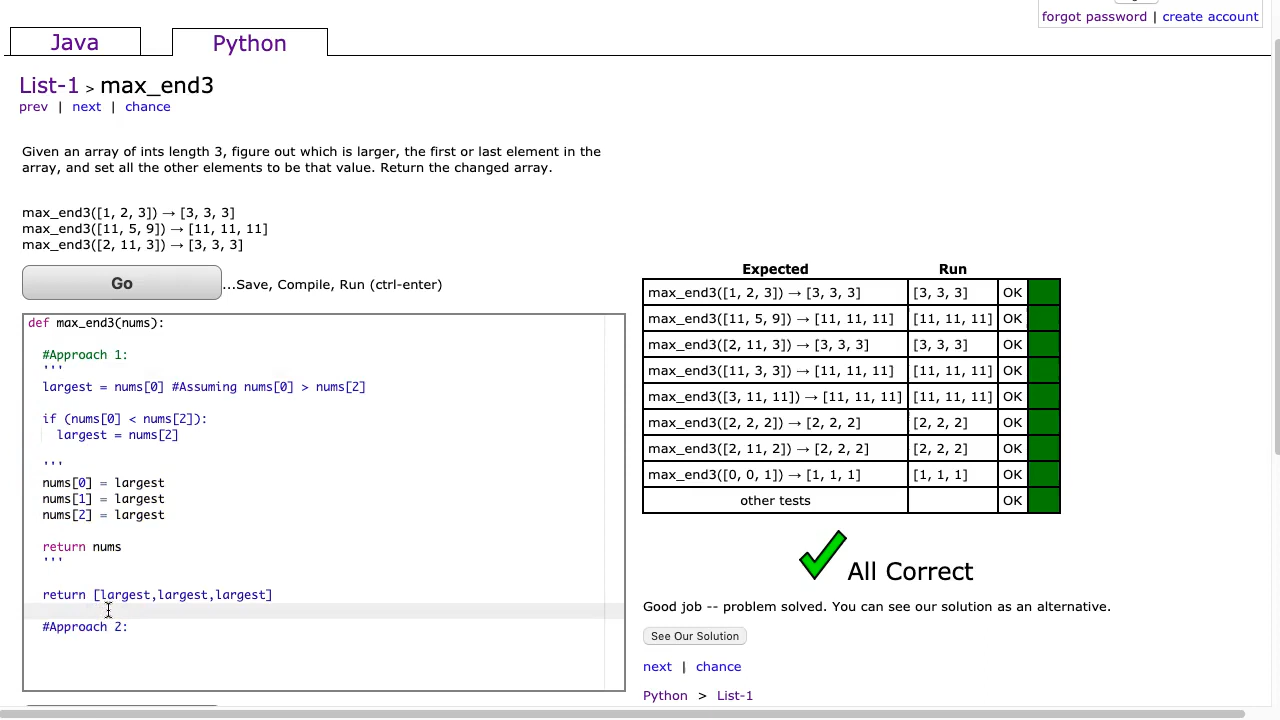 forgot password | create account
Java
Python
List-1 > max_end3
prev | next | chance
Given an array of ints length 3, figure out which is larger, the first or last element in the
array, and set all the other elements to be that value. Return the changed array.
max_end3([1, 2, 3]) → [3, 3, 3]
max_end3([11, 5, 9]) → [11, 11, 11]
max_end3([2, 11, 3]) → [3, 3, 3]
Go ...Save, Compile, Run (ctrl-enter)
def max_end3(nums):
#Approach 1:
'''
largest = nums[0] #Assuming nums[0] > nums[2]
if (nums[0] < nums[2]):
largest = nums[2]
'''
nums[0] = largest
nums[1] = largest
nums[2] = largest
return nums
'''
return [largest,largest,largest]
#Approach 2:
Expected Run
max_end3([1, 2, 3]) → [3, 3, 3] [3, 3, 3] OK
max_end3([11, 5, 9]) → [11, 11, 11] [11, 11, 11] OK
max_end3([2, 11, 3]) → [3, 3, 3] [3, 3, 3] OK
max_end3([11, 3, 3]) → [11, 11, 11] [11, 11, 11] OK
max_end3([3, 11, 11]) → [11, 11, 11] [11, 11, 11] OK
max_end3([2, 2, 2]) → [2, 2, 2] [2, 2, 2] OK
max_end3([2, 11, 2]) → [2, 2, 2] [2, 2, 2] OK
max_end3([0, 0, 1]) → [1, 1, 1] [1, 1, 1] OK
other tests OK
All Correct
Good job -- problem solved. You can see our solution as an alternative.
See Our Solution
next | chance
Python > List-1